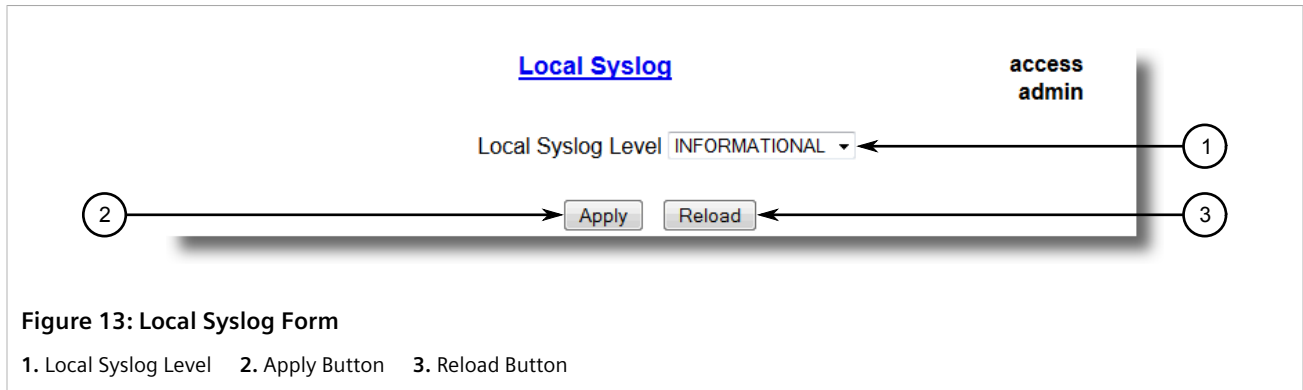 Local Syslog
access
admin
Local Syslog Level INFORMATIONAL
1
2
Apply Reload
3
Figure 13: Local Syslog Form
1. Local Syslog Level 2. Apply Button 3. Reload Button